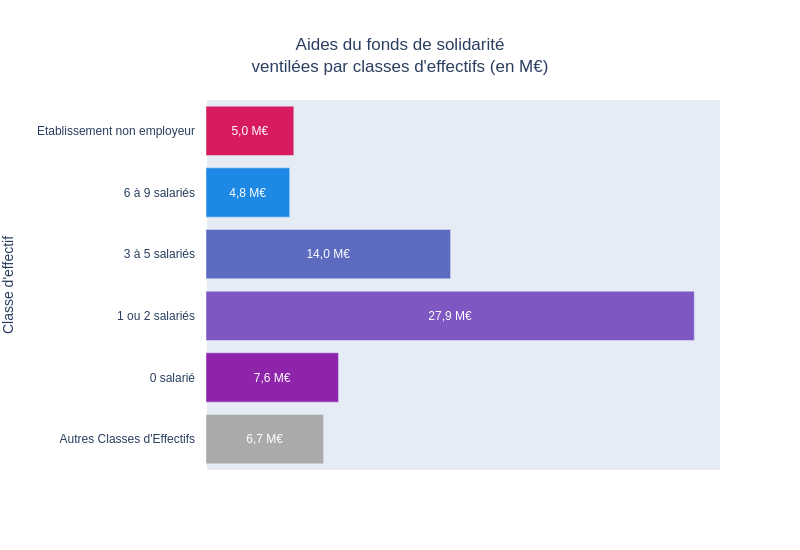 Aides du fonds de solidarité
ventilées par classes d'effectifs (en M€)
Classe d'effectif
Etablissement non employeur
5,0 M€
6 à 9 salariés
4,8 M€
3 à 5 salariés
14,0 M€
1 ou 2 salariés
27,9 M€
0 salarié
7,6 M€
Autres Classes d'Effectifs
6,7 M€